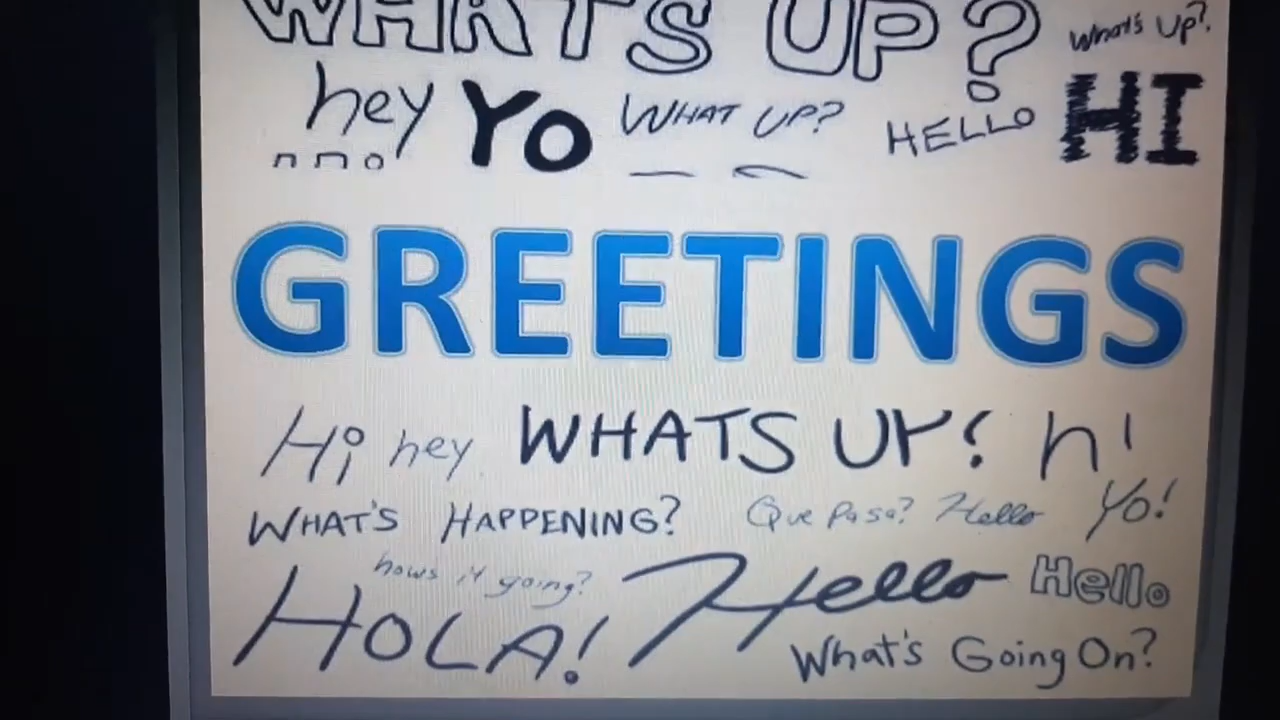 WHAT'S UP? What's Up?
hey Yo WHAT UP? HELLO HI
GREETINGS
Hi hey WHATS UP? hi
WHAT'S HAPPENING? Que Pasa? Hello Yo!
hows it going? Hello Hello
HOLA! What's Going On?